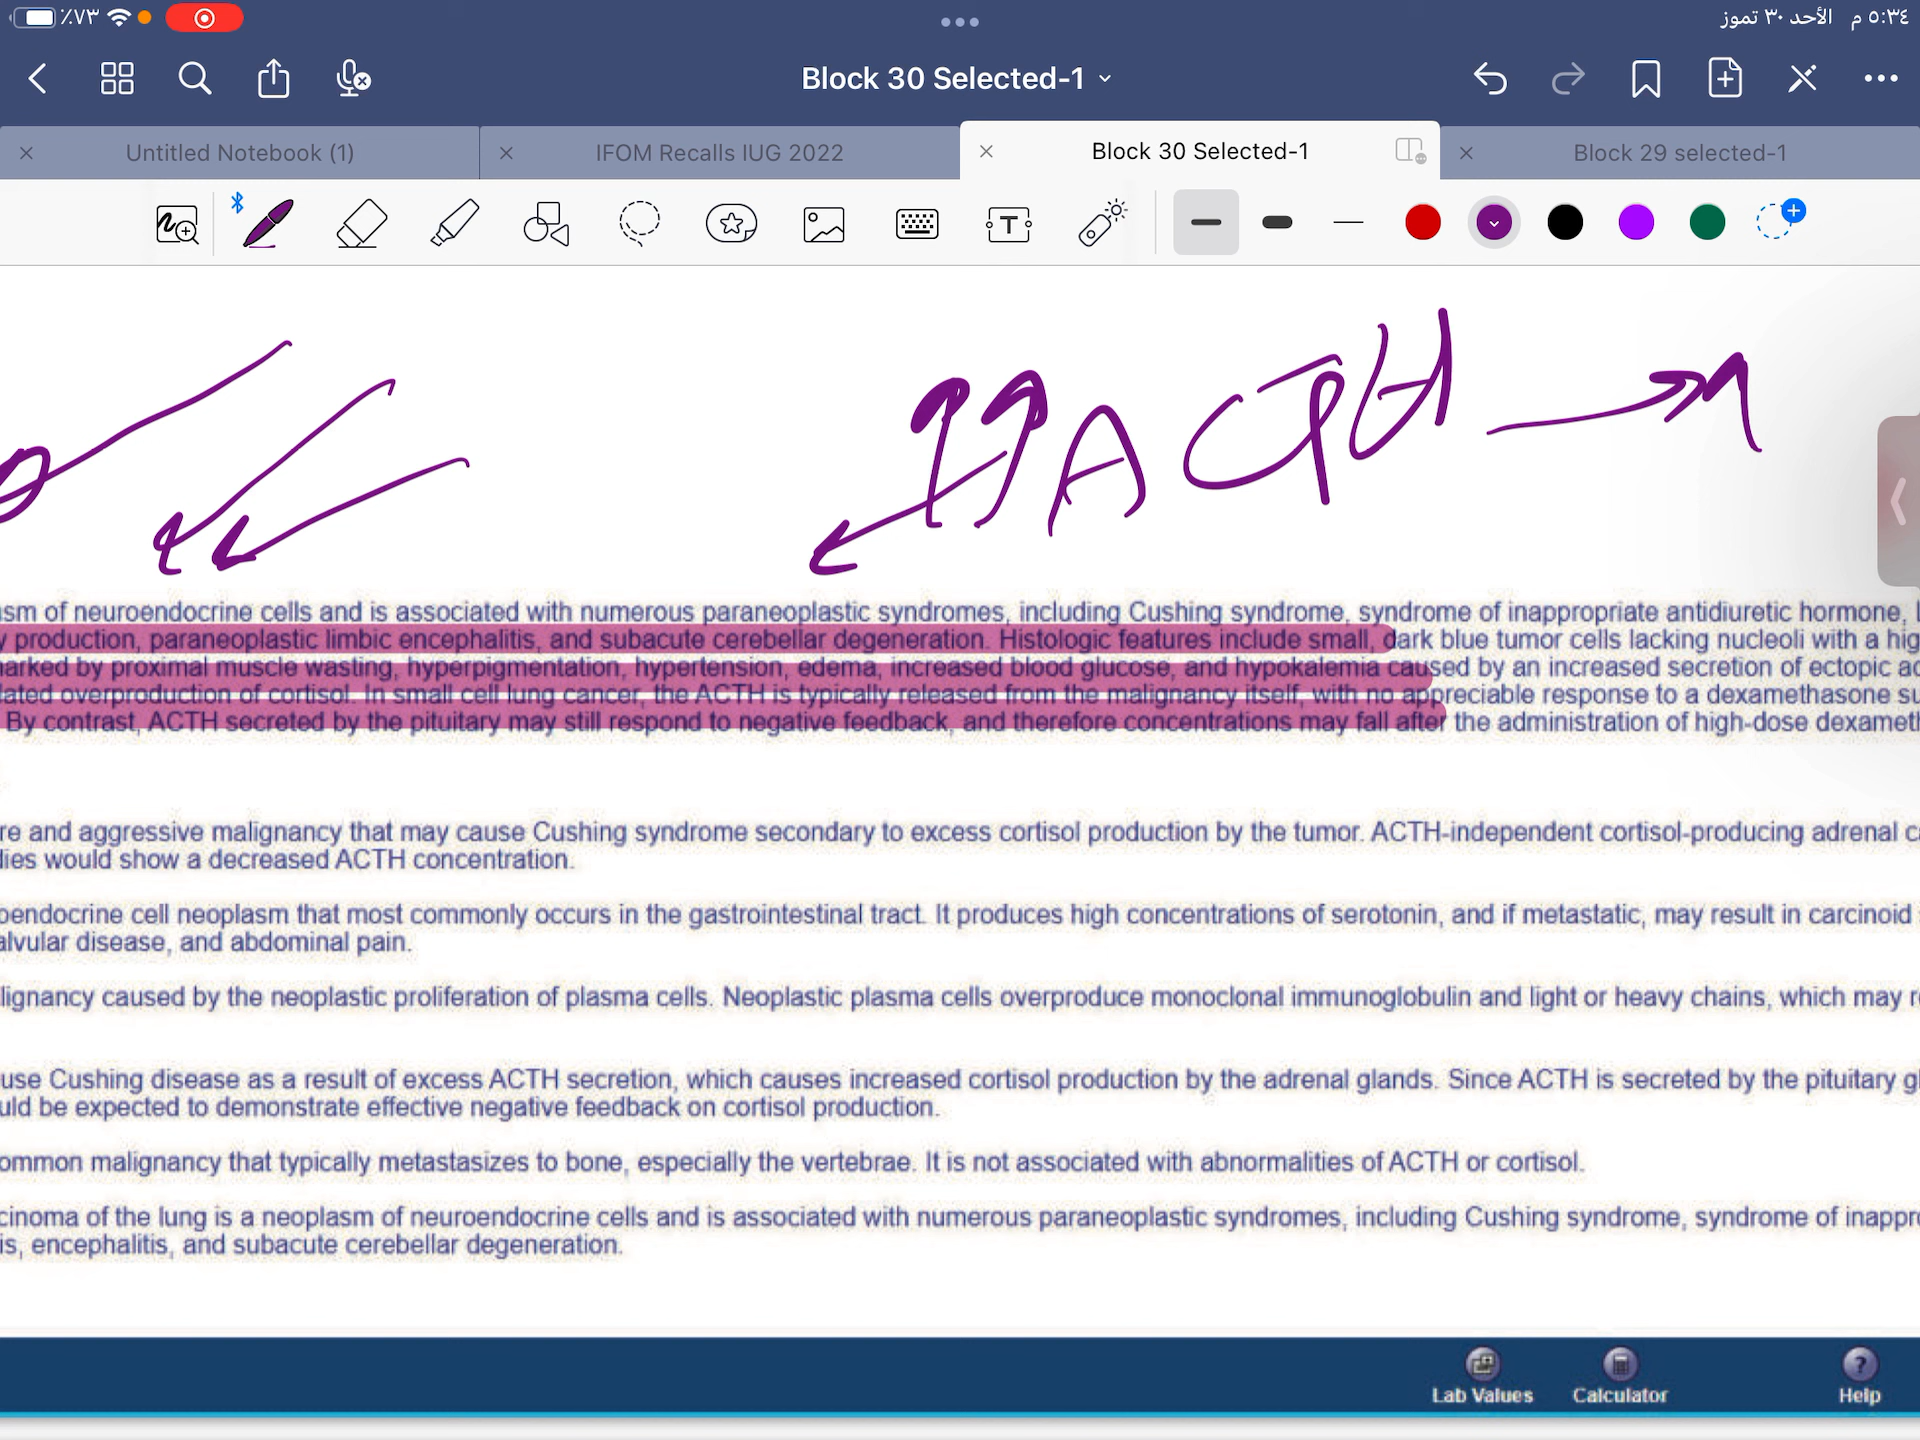 ٪٧٣
الأحد ٣٠ تموز ٥:٣٤ م
Block 30 Selected-1
Untitled Notebook (1)
IFOM Recalls IUG 2022
Block 30 Selected-1
Block 29 selected-1
T
ACTH
asm of neuroendocrine cells and is associated with numerous paraneoplastic syndromes, including Cushing syndrome, syndrome of inappropriate antidiuretic hormone,
y production, paraneoplastic limbic encephalitis, and subacute cerebellar degeneration. Histologic features include small, dark blue tumor cells lacking nucleoli with a hig
narked by proximal muscle wasting, hyperpigmentation, hypertension, edema, increased blood glucose, and hypokalemia caused by an increased secretion of ectopic ac
lated overproduction of cortisol. In small cell lung cancer, the ACTH is typically released from the malignancy itself, with no appreciable response to a dexamethasone su
By contrast, ACTH secreted by the pituitary may still respond to negative feedback, and therefore concentrations may fall after the administration of high-dose dexamet
re and aggressive malignancy that may cause Cushing syndrome secondary to excess cortisol production by the tumor. ACTH-independent cortisol-producing adrenal ca
dies would show a decreased ACTH concentration.
oendocrine cell neoplasm that most commonly occurs in the gastrointestinal tract. It produces high concentrations of serotonin, and if metastatic, may result in carcinoid
alvular disease, and abdominal pain.
lignancy caused by the neoplastic proliferation of plasma cells. Neoplastic plasma cells overproduce monoclonal immunoglobulin and light or heavy chains, which may re
use Cushing disease as a result of excess ACTH secretion, which causes increased cortisol production by the adrenal glands. Since ACTH is secreted by the pituitary gl
uld be expected to demonstrate effective negative feedback on cortisol production.
ommon malignancy that typically metastasizes to bone, especially the vertebrae. It is not associated with abnormalities of ACTH or cortisol.
cinoma of the lung is a neoplasm of neuroendocrine cells and is associated with numerous paraneoplastic syndromes, including Cushing syndrome, syndrome of inappro
is, encephalitis, and subacute cerebellar degeneration.
Lab Values
Calculator
Help